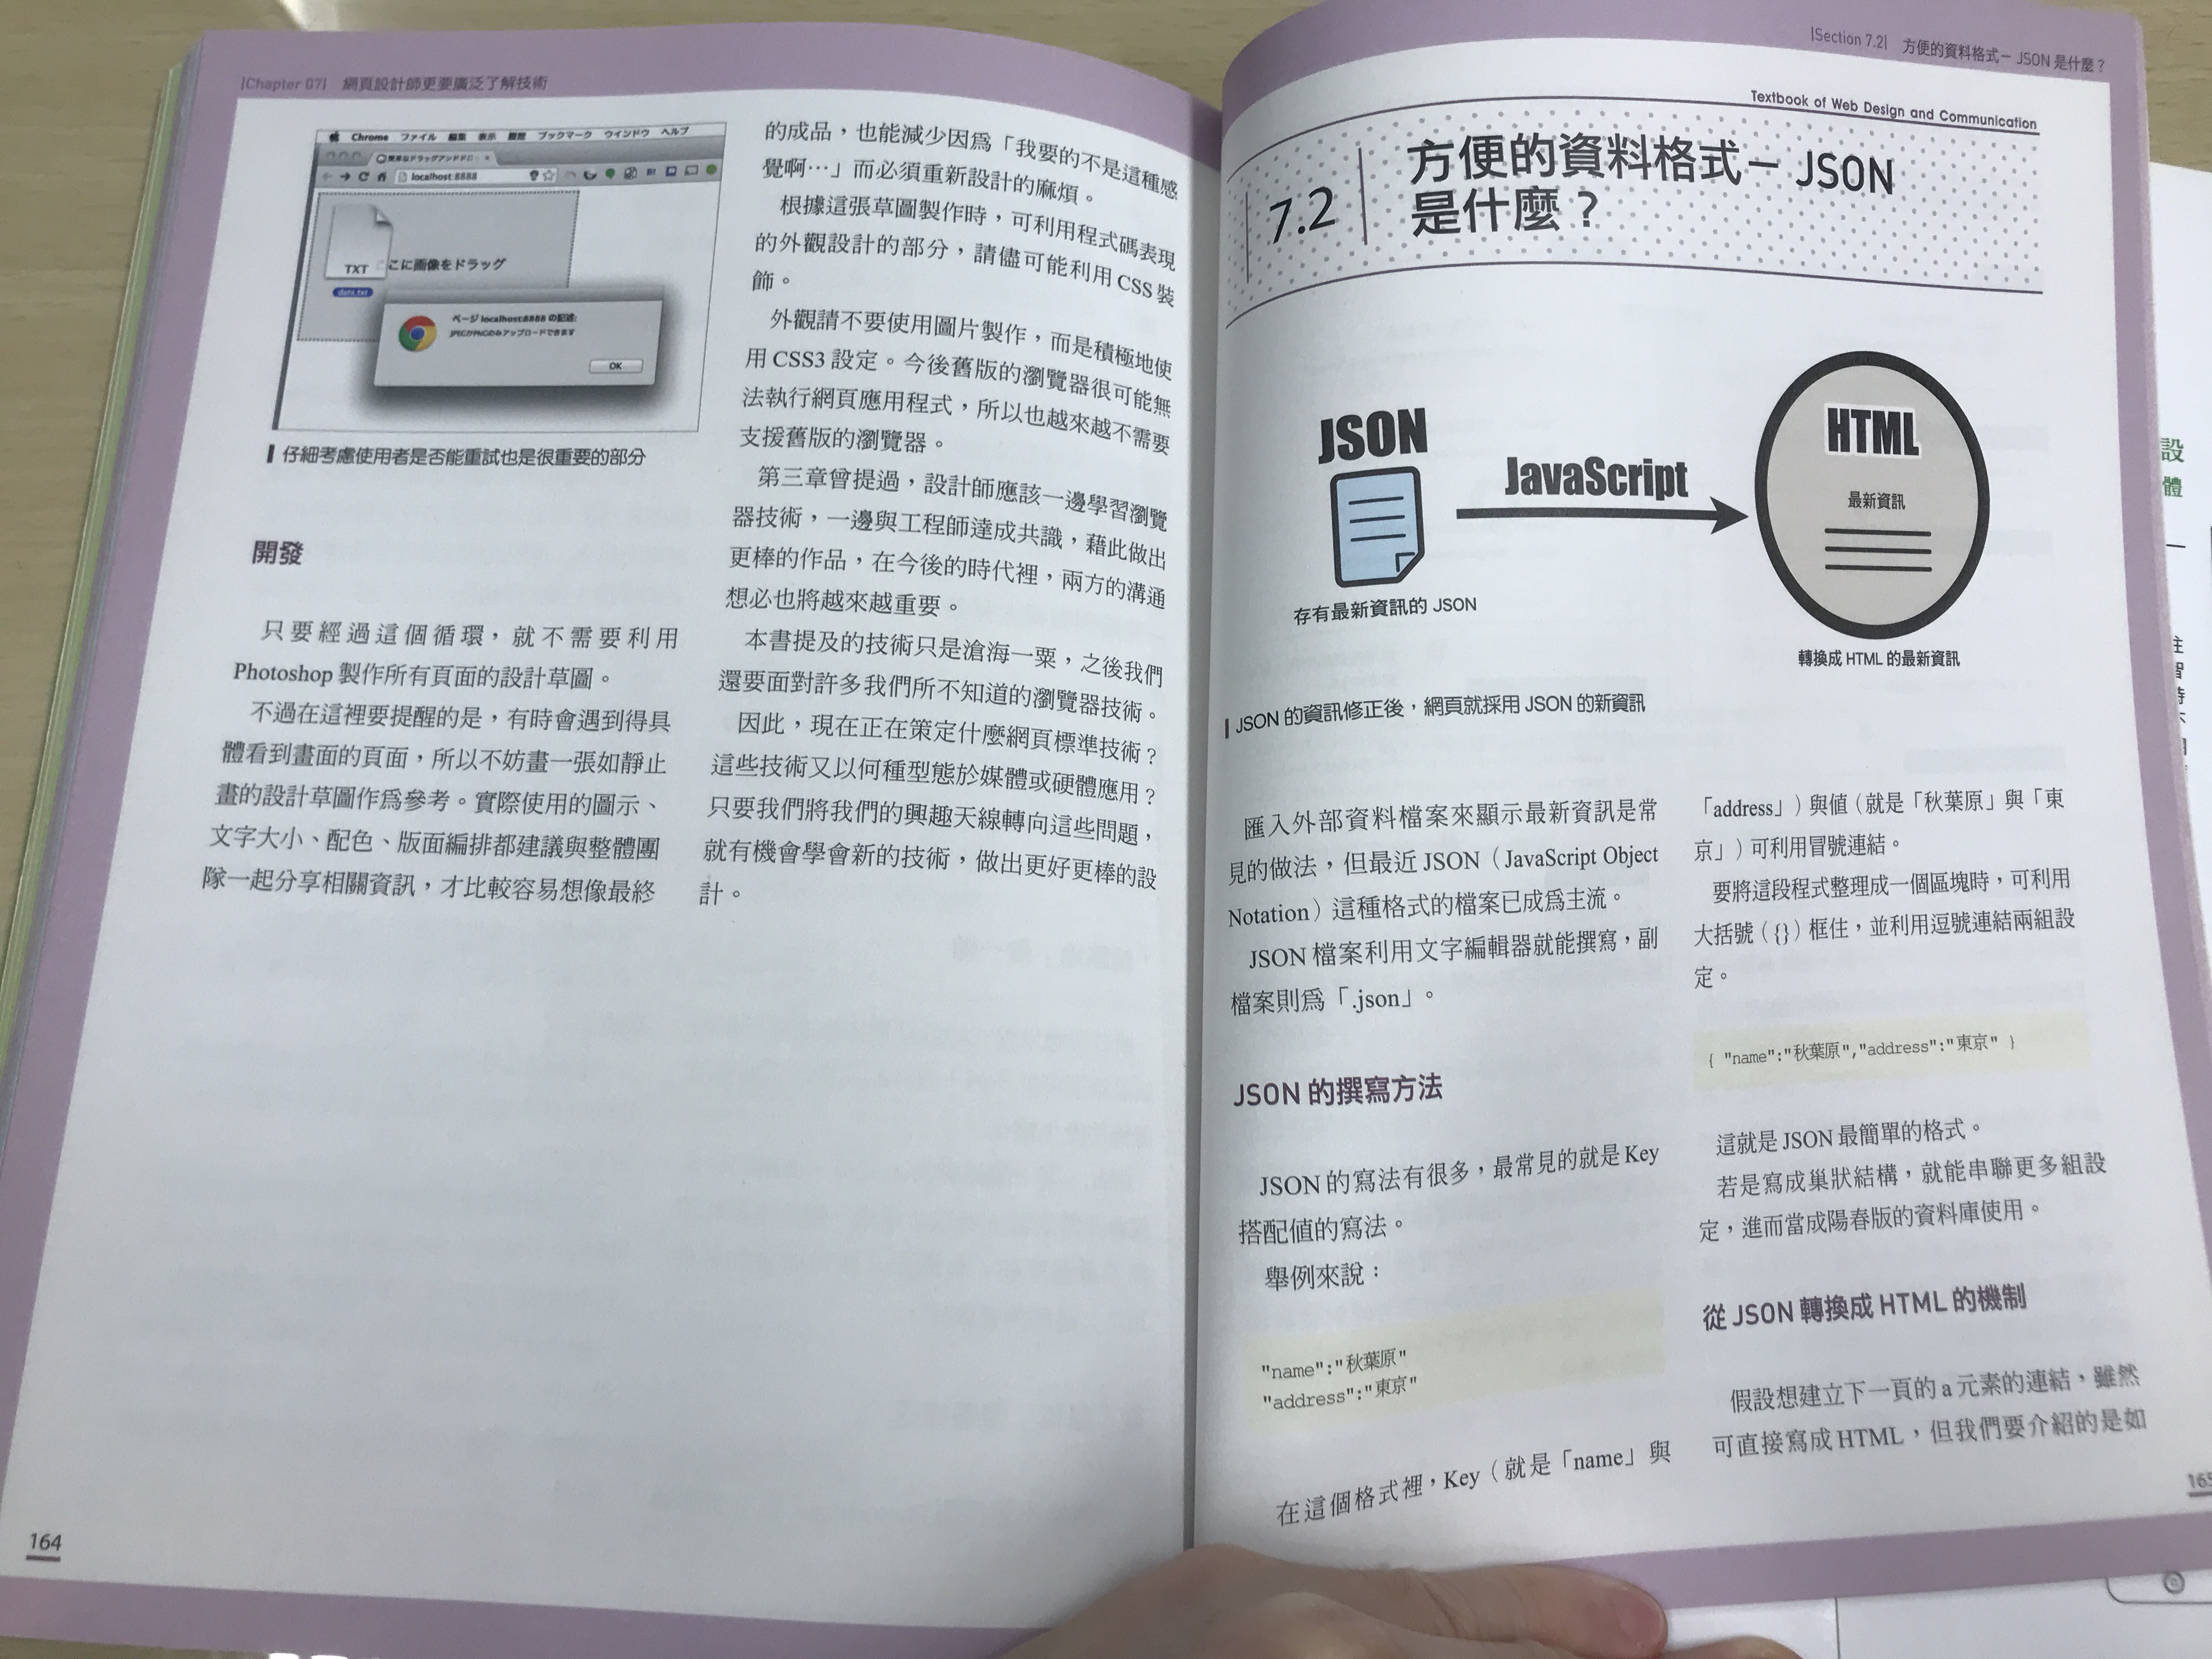 |Chapter 07| 網頁設計師更要廣泛了解技術
Chrome ファイル 編集 表示 履歴 ブックマーク ウインドウ ヘルプ
localhost:8888
TXT
ここに画像をドラッグ
data.txt
ページ localhost:8888 の記述:
JPEGかPNGのみアップロードできます
OK
仔細考慮使用者是否能重試也是很重要的部分
開發
只要經過這個循環,就不需要利用
Photoshop 製作所有頁面的設計草圖。
不過在這裡要提醒的是,有時會遇到得具
體看到畫面的頁面,所以不妨畫一張如靜止
畫的設計草圖作爲參考。實際使用的圖示、
文字大小、配色、版面編排都建議與整體團
隊一起分享相關資訊,才比較容易想像最終
的成品,也能減少因爲「我要的不是這種感
覺啊…」而必須重新設計的麻煩。
根據這張草圖製作時,可利用程式碼表現
的外觀設計的部分,請儘可能利用 CSS 裝
飾。
外觀請不要使用圖片製作,而是積極地使
用 CSS3 設定。今後舊版的瀏覽器很可能無
法執行網頁應用程式,所以也越來越不需要
支援舊版的瀏覽器。
第三章曾提過,設計師應該一邊學習瀏覽
器技術,一邊與工程師達成共識,藉此做出
更棒的作品,在今後的時代裡,兩方的溝通
想必也將越來越重要。
本書提及的技術只是滄海一粟,之後我們
還要面對許多我們所不知道的瀏覽器技術。
因此,現在正在策定什麼網頁標準技術?
這些技術又以何種型態於媒體或硬體應用?
只要我們將我們的興趣天線轉向這些問題,
就有機會學會新的技術,做出更好更棒的設
計。
164
|Section 7.2| 方便的資料格式- JSON 是什麼?
Textbook of Web Design and Communication
7.2 方便的資料格式- JSON
是什麼?
JSON
JavaScript
HTML
最新資訊
存有最新資訊的 JSON
轉換成 HTML 的最新資訊
JSON 的資訊修正後,網頁就採用 JSON 的新資訊
匯入外部資料檔案來顯示最新資訊是常
見的做法,但最近 JSON(JavaScript Object
Notation)這種格式的檔案已成爲主流。
JSON 檔案利用文字編輯器就能撰寫,副
檔案則爲「.json」。
JSON 的撰寫方法
JSON 的寫法有很多,最常見的就是 Key
搭配值的寫法。
舉例來說:
"name":"秋葉原"
"address":"東京"
在這個格式裡,Key(就是「name」與
「address」)與值(就是「秋葉原」與「東
京」)可利用冒號連結。
要將這段程式整理成一個區塊時,可利用
大括號({})框住,並利用逗號連結兩組設
定。
{ "name":"秋葉原","address":"東京" }
這就是 JSON 最簡單的格式。
若是寫成巢狀結構,就能串聯更多組設
定,進而當成陽春版的資料庫使用。
從 JSON 轉換成 HTML 的機制
假設想建立下一頁的 a 元素的連結,雖然
可直接寫成 HTML,但我們要介紹的是如
165
設
體